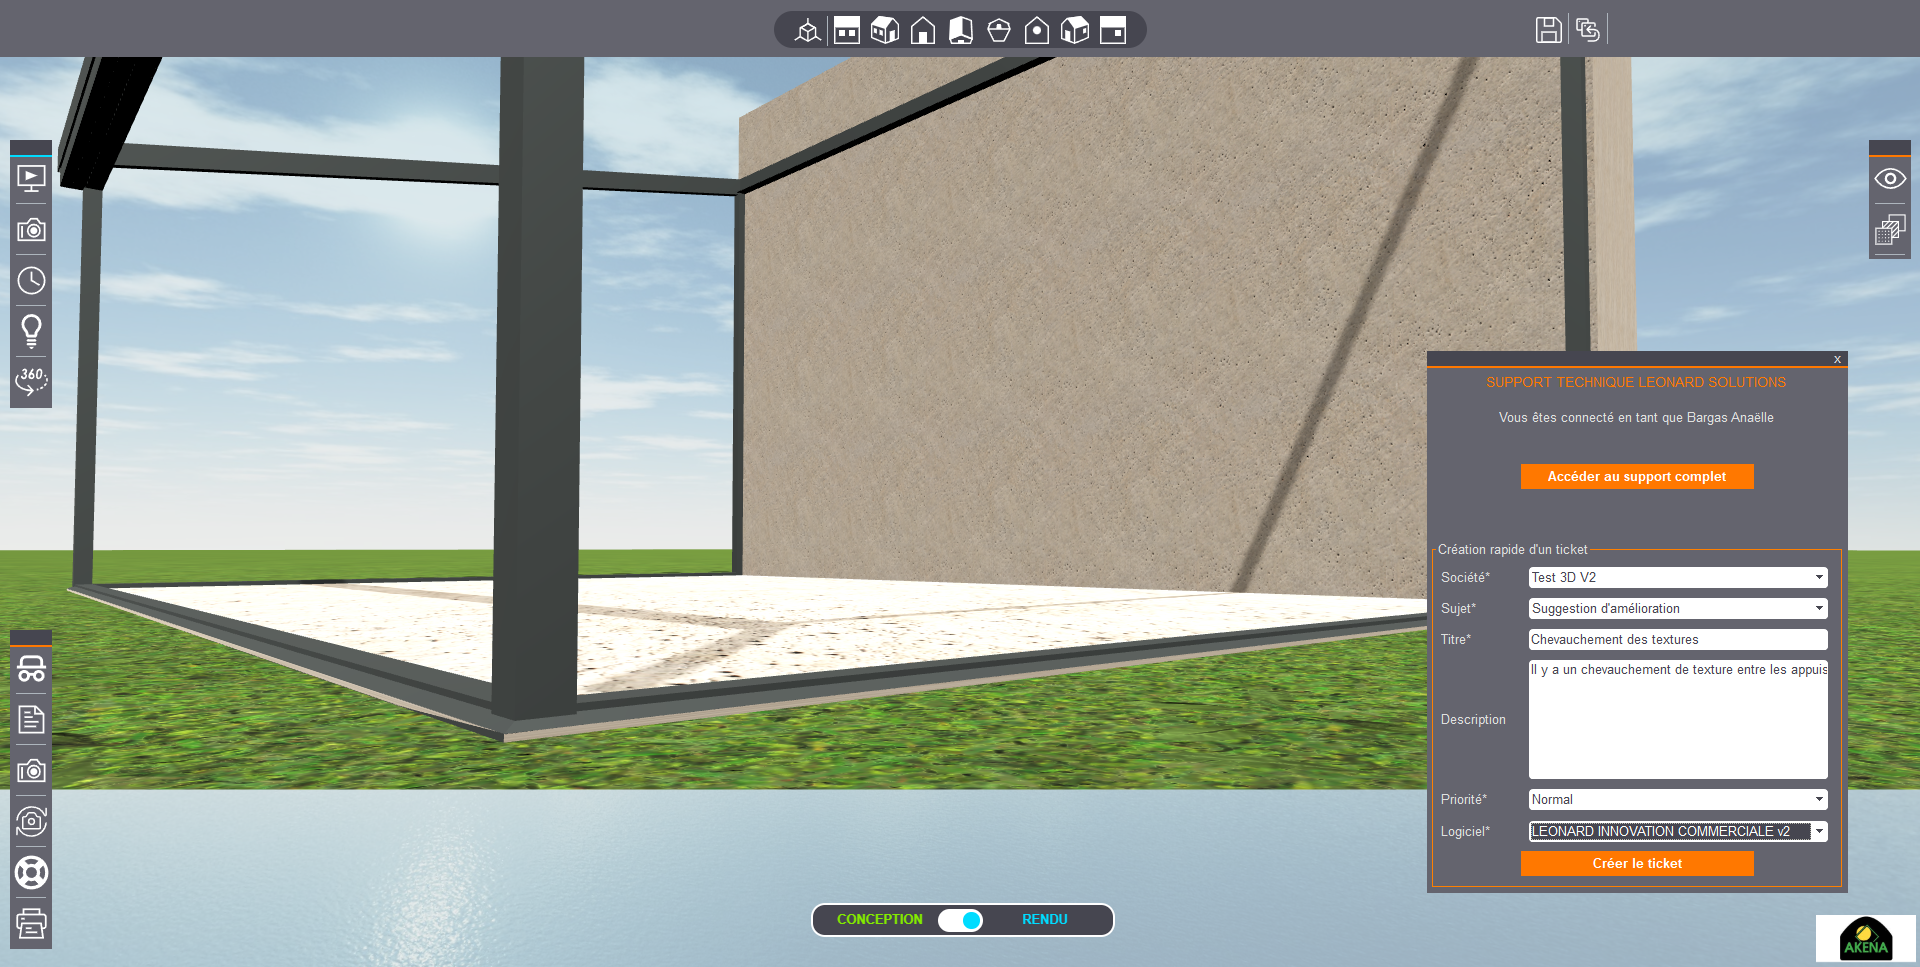 360
x
SUPPORT TECHNIQUE LEONARD SOLUTIONS
Vous êtes connecté en tant que Bargas Anaëlle
Accéder au support complet
Création rapide d'un ticket
Société* Test 3D V2
Sujet* Suggestion d'amélioration
Titre* Chevauchement des textures
Il y a un chevauchement de texture entre les appuis
Description
Priorité* Normal
Logiciel* LEONARD INNOVATION COMMERCIALE v2
Créer le ticket
CONCEPTION RENDU
AKENA